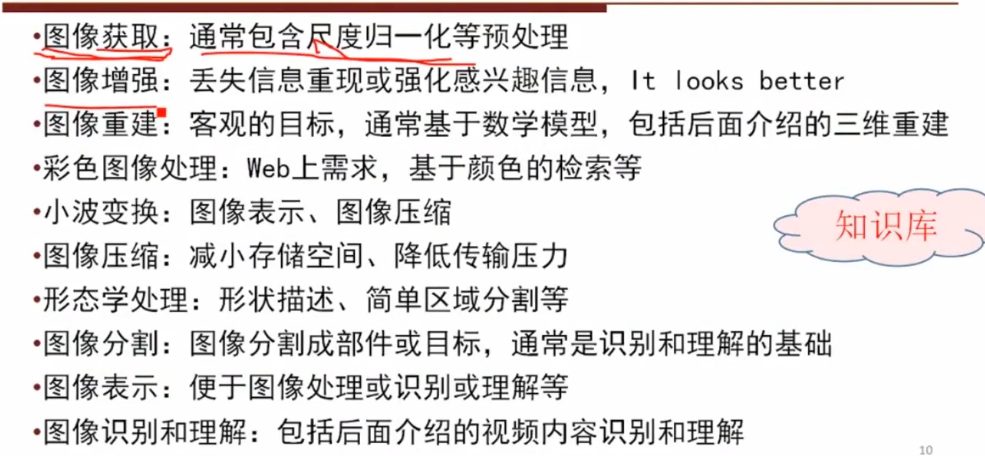 •图像获取：通常包含尺度归一化等预处理
•图像增强：丢失信息重现或强化感兴趣信息，It looks better
•图像重建：客观的目标，通常基于数学模型，包括后面介绍的三维重建
•彩色图像处理：Web上需求，基于颜色的检索等
•小波变换：图像表示、图像压缩
知识库
•图像压缩：减小存储空间、降低传输压力
•形态学处理：形状描述、简单区域分割等
•图像分割：图像分割成部件或目标，通常是识别和理解的基础
•图像表示：便于图像处理或识别或理解等
•图像识别和理解：包括后面介绍的视频内容识别和理解
10